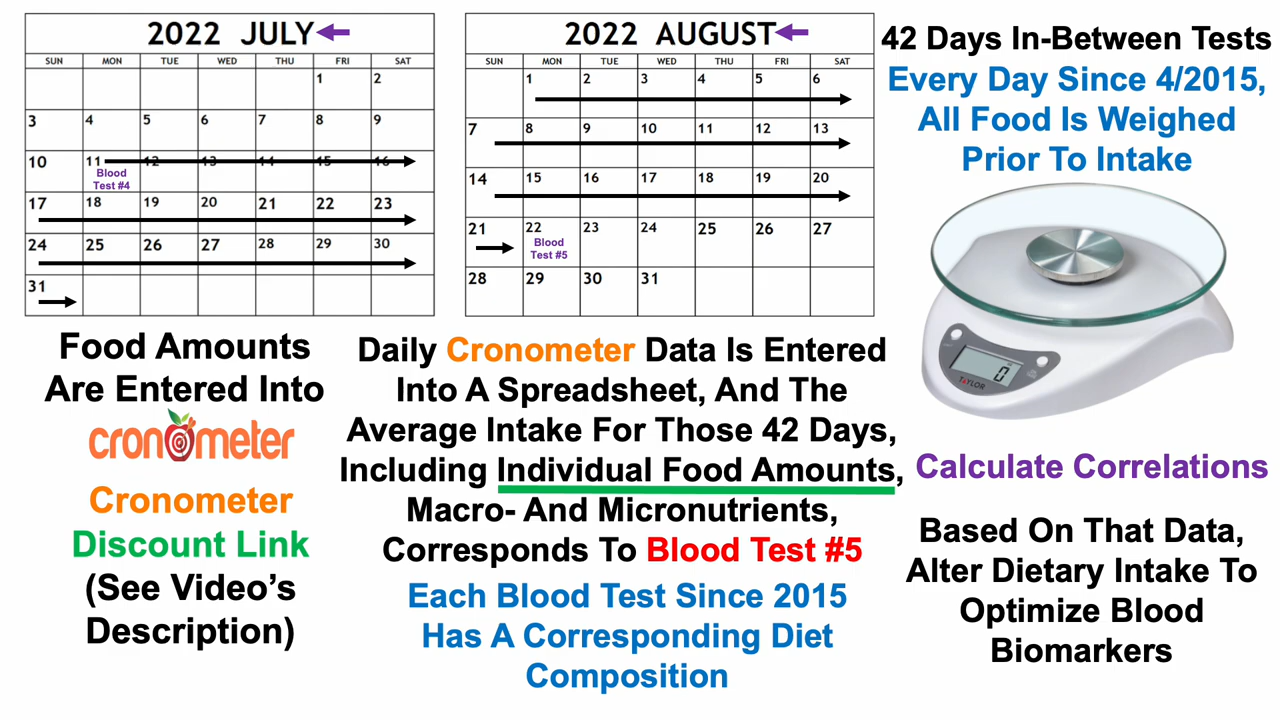 2022 JULY
SUN MON TUE WED THU FRI SAT
1 2
3 4 5 6 7 8 9
10 11 12 13 14 15 16
Blood
Test #4
17 18 19 20 21 22 23
24 25 26 27 28 29 30
31
2022 AUGUST
SUN MON TUE WED THU FRI SAT
1 2 3 4 5 6
7 8 9 10 11 12 13
14 15 16 17 18 19 20
21 22 23 24 25 26 27
Blood
Test #5
28 29 30 31
42 Days In-Between Tests
Every Day Since 4/2015,
All Food Is Weighed
Prior To Intake
0
TAYLOR
Food Amounts
Are Entered Into
cronometer
Cronometer
Discount Link
(See Video's
Description)
Daily Cronometer Data Is Entered
Into A Spreadsheet, And The
Average Intake For Those 42 Days,
Including Individual Food Amounts,
Macro- And Micronutrients,
Corresponds To Blood Test #5
Each Blood Test Since 2015
Has A Corresponding Diet
Composition
Calculate Correlations
Based On That Data,
Alter Dietary Intake To
Optimize Blood
Biomarkers